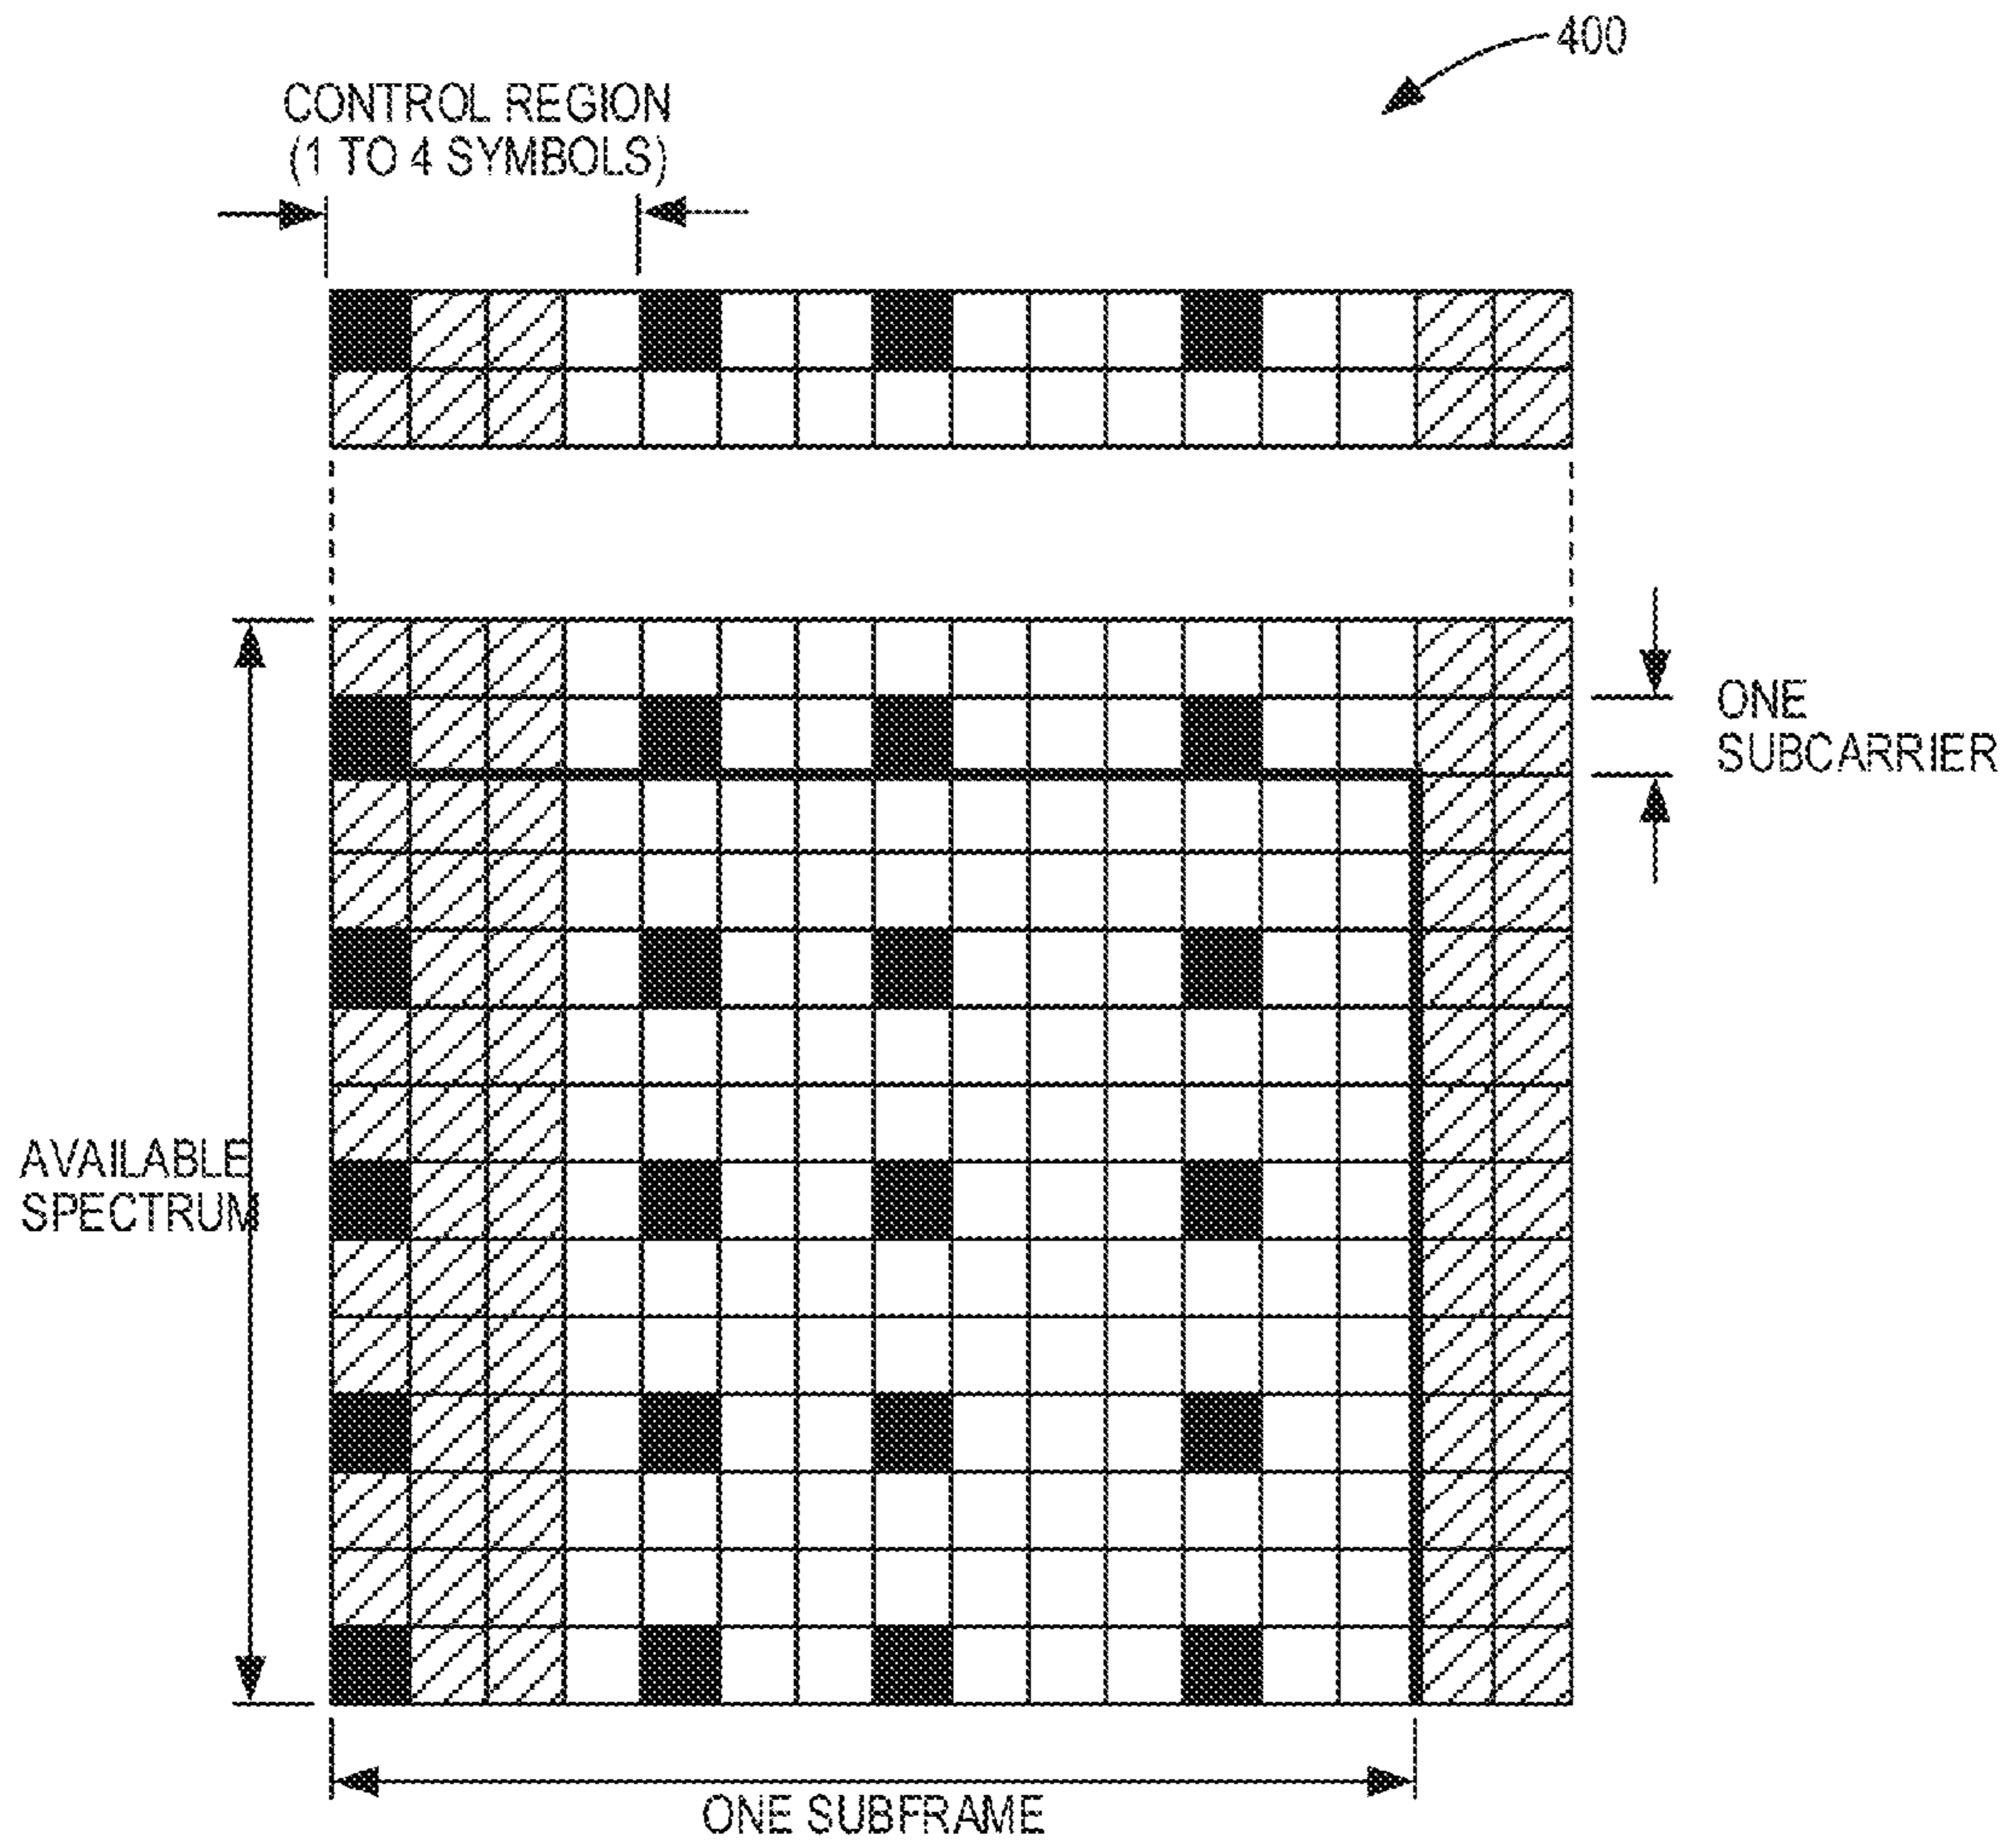 400
CONTROL REGION
(1 TO 4 SYMBOLS)
ONE
SUBCARRIER
AVAILABLE
SPECTRUM
ONE SUBFRAME